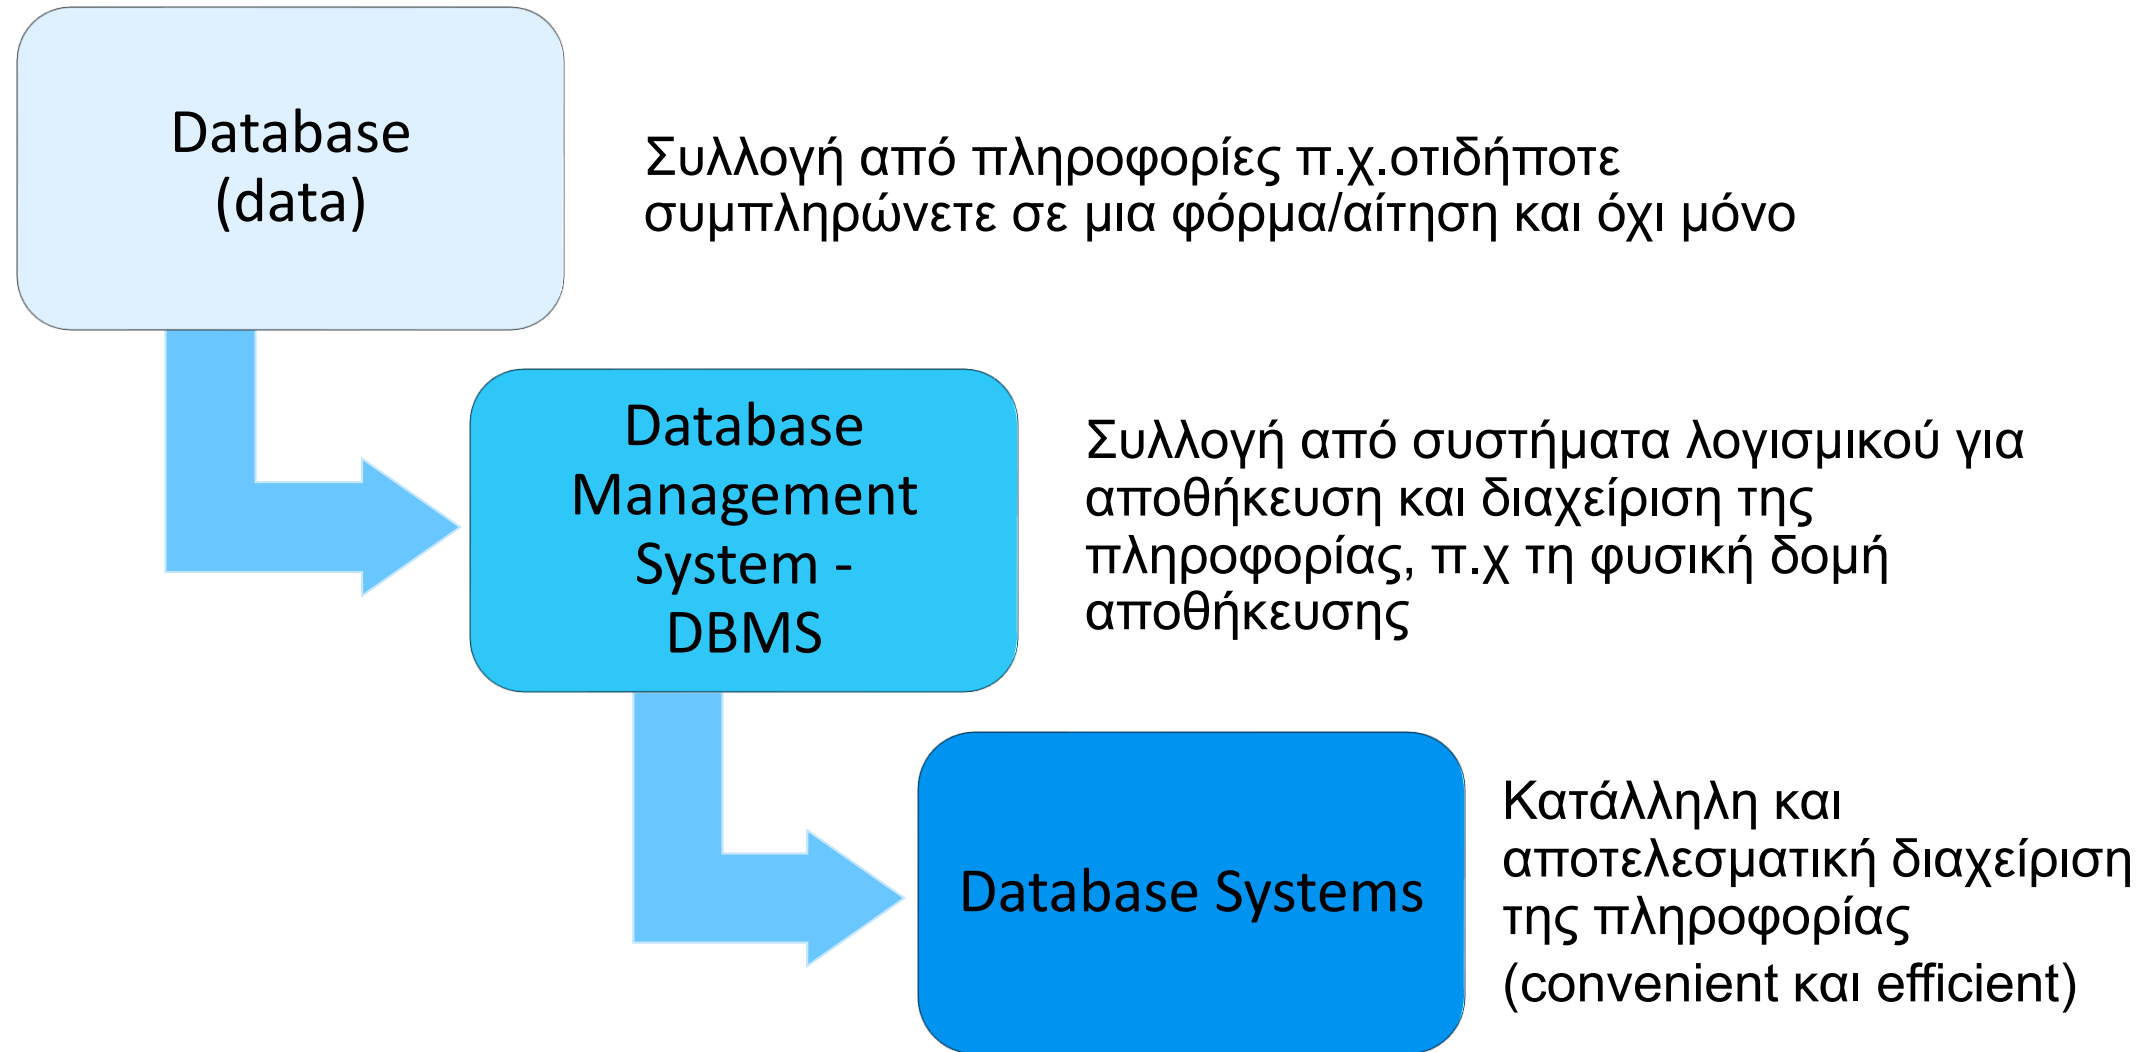 Database
(data)
Συλλογή από πληροφορίες π.χ.οτιδήποτε
συμπληρώνετε σε μια φόρμα/αίτηση και όχι μόνο
Database
Management
System -
DBMS
Συλλογή από συστήματα λογισμικού για
αποθήκευση και διαχείριση της
πληροφορίας, π.χ τη φυσική δομή
αποθήκευσης
Database Systems
Κατάλληλη και
αποτελεσματική διαχείριση
της πληροφορίας
(convenient και efficient)